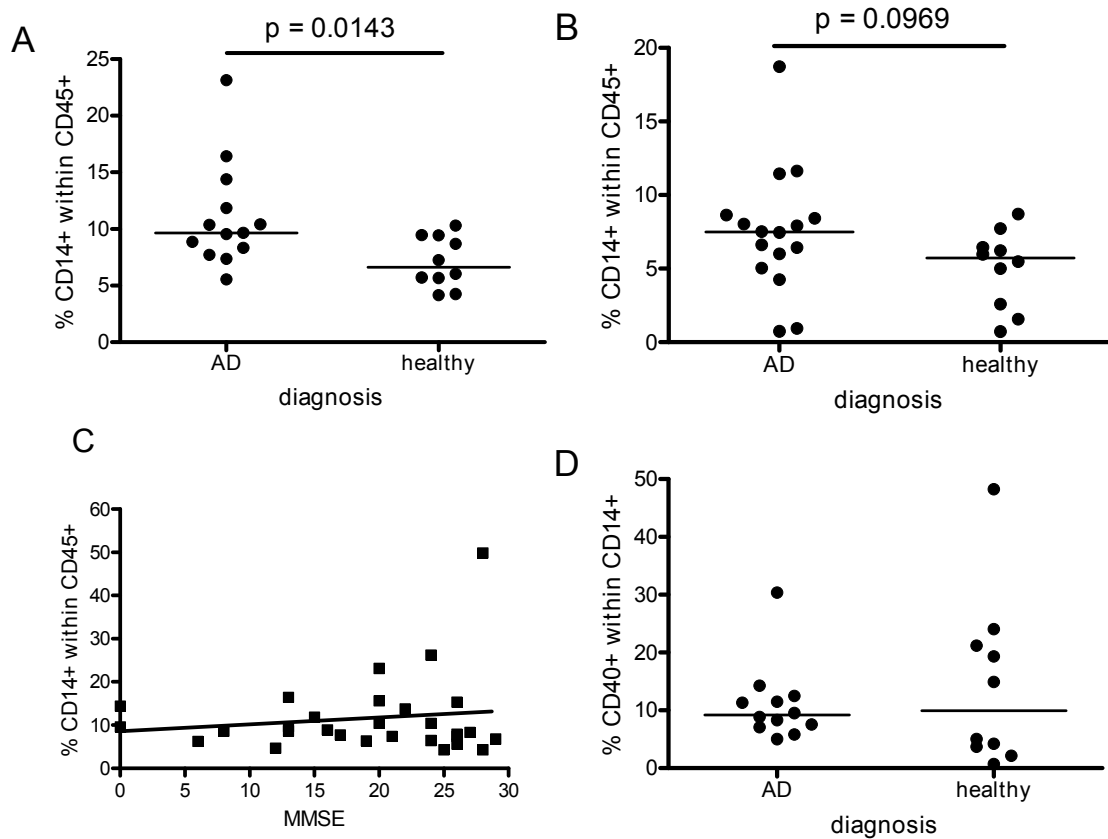 A
p = 0.0143
% CD14+ within CD45+
25
20
15
10
5
0
AD healthy
diagnosis
B
p = 0.0969
% CD14+ within CD45+
20
15
10
5
0
AD healthy
diagnosis
C
% CD14+ within CD45+
60
50
40
30
20
10
0
0 5 10 15 20 25 30
MMSE
D
% CD40+ within CD14+
50
40
30
20
10
0
AD healthy
diagnosis